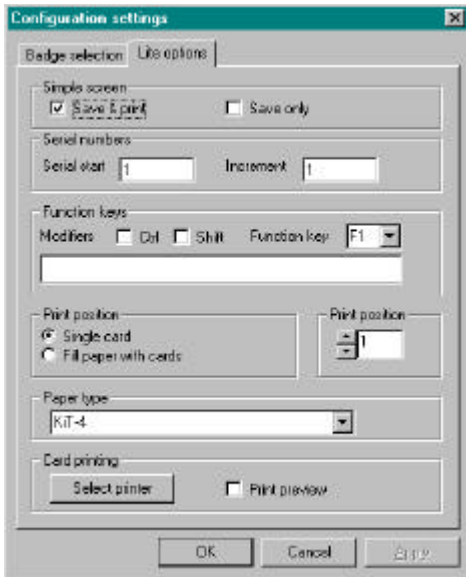 Configuration settings
Badge selection Lite options
Simple screen
Save & print Save only
Serial numbers
Serial start 1 Increment 1
Function keys
Modifiers Ctrl Shift Function key F1
Print position Print position
Single card 1
Fill paper with cards
Paper type
KiT-4
Card printing
Select printer Print preview
OK Cancel Apply